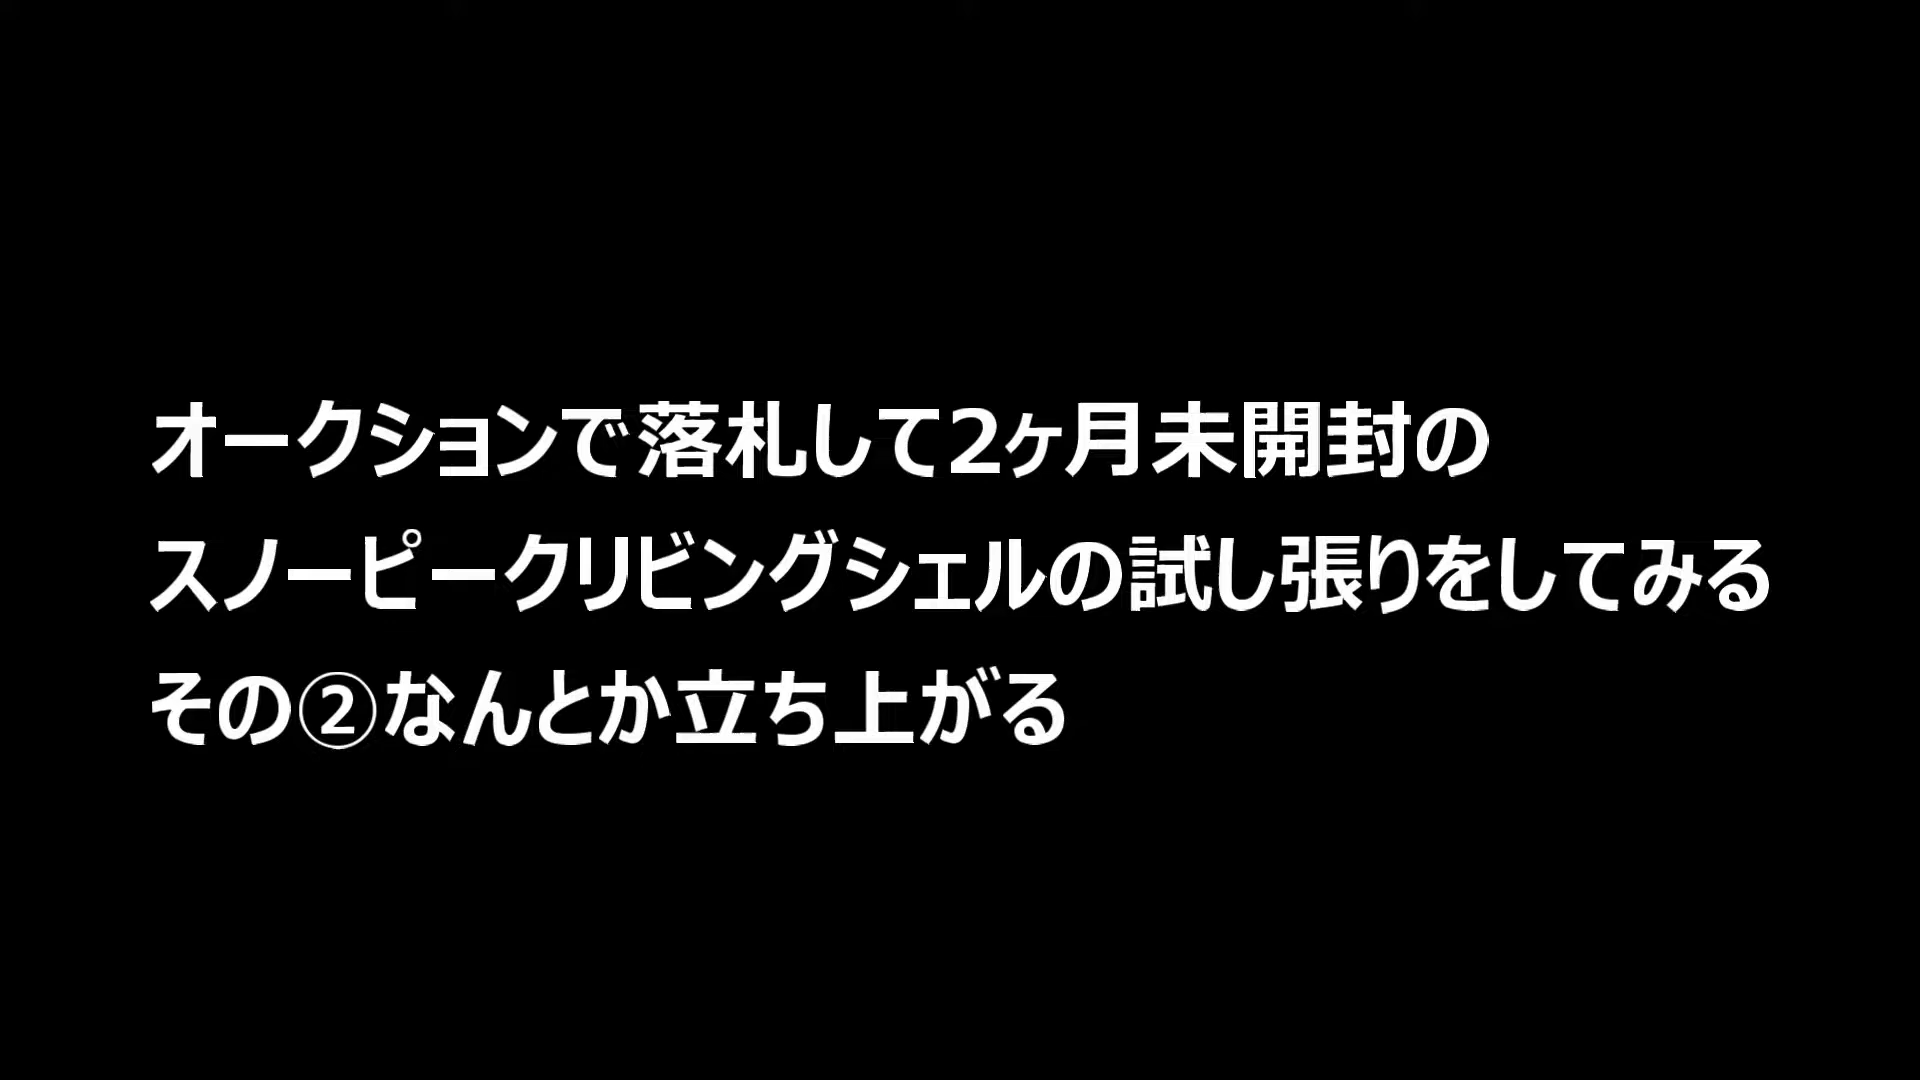 オークションで落札して2ヶ月未開封の
スノーピークリビングシェルの試し張りをしてみる
その②なんとか立ち上がる